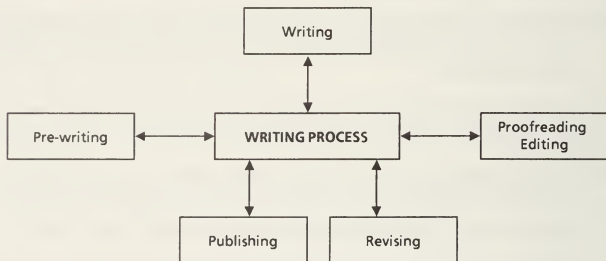 Writing
Pre-writing
WRITING PROCESS
Proofreading
Editing
Publishing
Revising